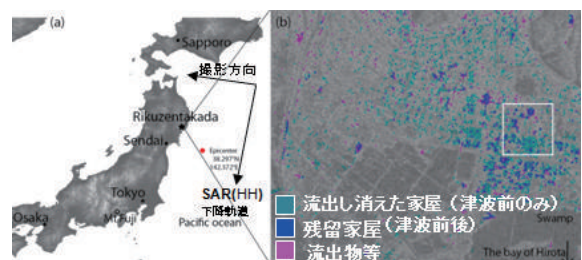 (a)
Sapporo
撮影方向
Rikuzentakada
Sendai
Epicenter
38.297°N
142.372°E
SAR(HH)
下降軌道
Tokyo
Mt.Fuji
Osaka
Pacific ocean
(b)
流出し消えた家屋（津波前のみ）
残留家屋(津波前後)
流出物等
Swamp
The bay of Hirota